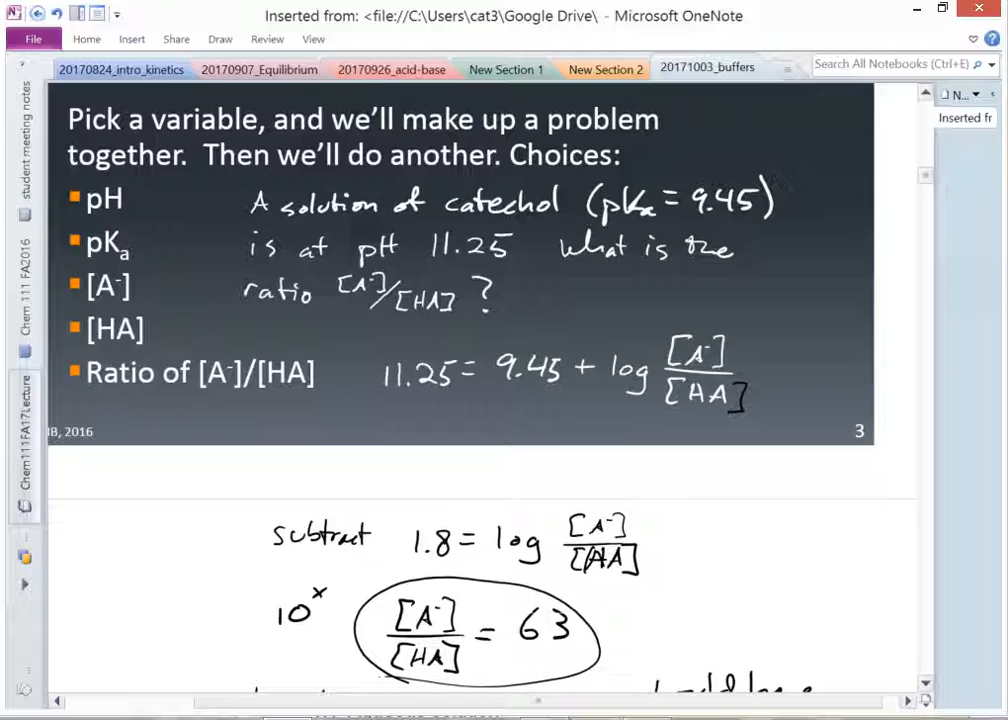 Inserted from: <file://C:\Users\cat3\Google Drive\ - Microsoft OneNote
File Home Insert Share Draw Review View
20170824_intro_kinetics 20170907_Equilibrium 20170926_acid-base New Section 1 New Section 2 20171003_buffers Search All Notebooks (Ctrl+E)
N...
Inserted fr
student meeting notes
Chem 111 FA2016
Chem111FA17Lecture
Pick a variable, and we'll make up a problem
together. Then we'll do another. Choices:
pH
pKa
[A-]
[HA]
Ratio of [A-]/[HA]
A solution of catechol (pKa = 9.45)
is at pH 11.25 what is the
ratio [A-]/[HA] ?
11.25 = 9.45 + log [A-]/[HA]
IB, 2016
3
subtract 1.8 = log [A-]/[HA]
10^x [A-]/[HA] = 63